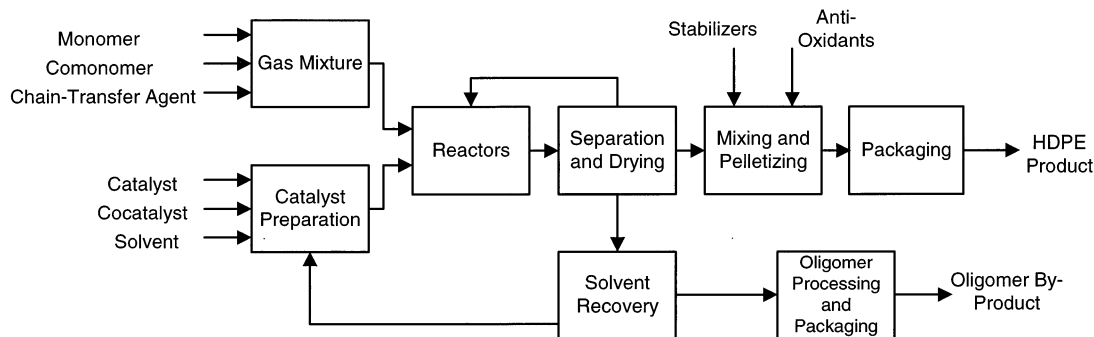 Monomer
Comonomer
Chain-Transfer Agent
Gas Mixture
Catalyst
Cocatalyst
Solvent
Catalyst
Preparation
Reactors
Separation
and Drying
Stabilizers
Anti-
Oxidants
Mixing and
Pelletizing
Packaging
HDPE
Product
Solvent
Recovery
Oligomer
Processing
and
Packaging
Oligomer By-
Product